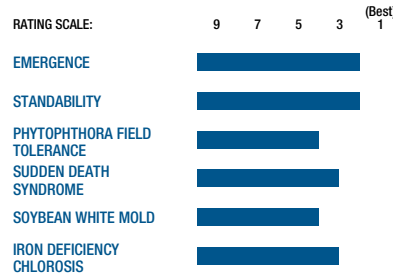 (Best)
RATING SCALE: 9 7 5 3 1
EMERGENCE
STANDABILITY
PHYTOPHTHORA FIELD
TOLERANCE
SUDDEN DEATH
SYNDROME
SOYBEAN WHITE MOLD
IRON DEFICIENCY
CHLOROSIS